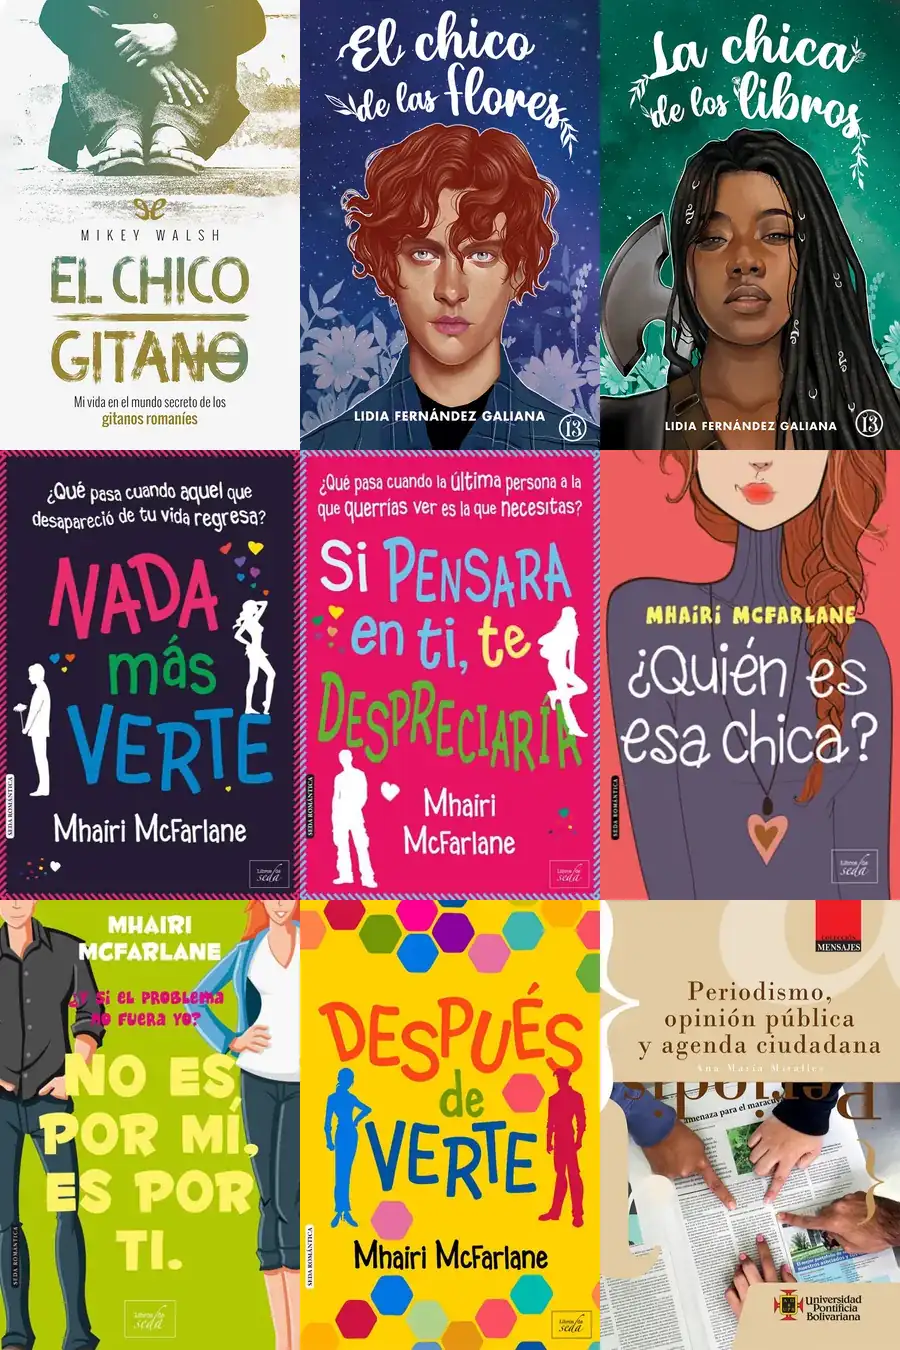 MIKEY WALSH
EL CHICO
GITANO
Mi vida en el mundo secreto de los
gitanos romaníes
El chico
de las flores
LIDIA FERNÁNDEZ GALIANA
13
La chica
de los libros
LIDIA FERNÁNDEZ GALIANA
13
¿Qué pasa cuando aquel que
desapareció de tu vida regresa?
NADA
más
VERTE
Mhairi McFarlane
SEDA ROMÁNTICA
Libros de
seda
¿Qué pasa cuando la última persona a la
que querrías ver es la que necesitas?
Si PENSARA
en ti, te
DESPRECIARÍA
Mhairi
McFarlane
SEDA ROMÁNTICA
Libros de
seda
MHAIRI MCFARLANE
¿Quién es
esa chica?
SEDA ROMÁNTICA
Libros de
seda
MHAIRI
MCFARLANE
¿Y SI EL PROBLEMA
NO FUERA YO?
NO ES
POR MÍ,
ES POR
TI.
SEDA ROMÁNTICA
Libros de
seda
DESPUÉS
de
VERTE
Mhairi McFarlane
SEDA ROMÁNTICA
Libros de
seda
COLECCIÓN
MENSAJES
Periodismo,
opinión pública
y agenda ciudadana
Ana María Miralles
amenaza para el maracu
Universidad
Pontificia
Bolivariana